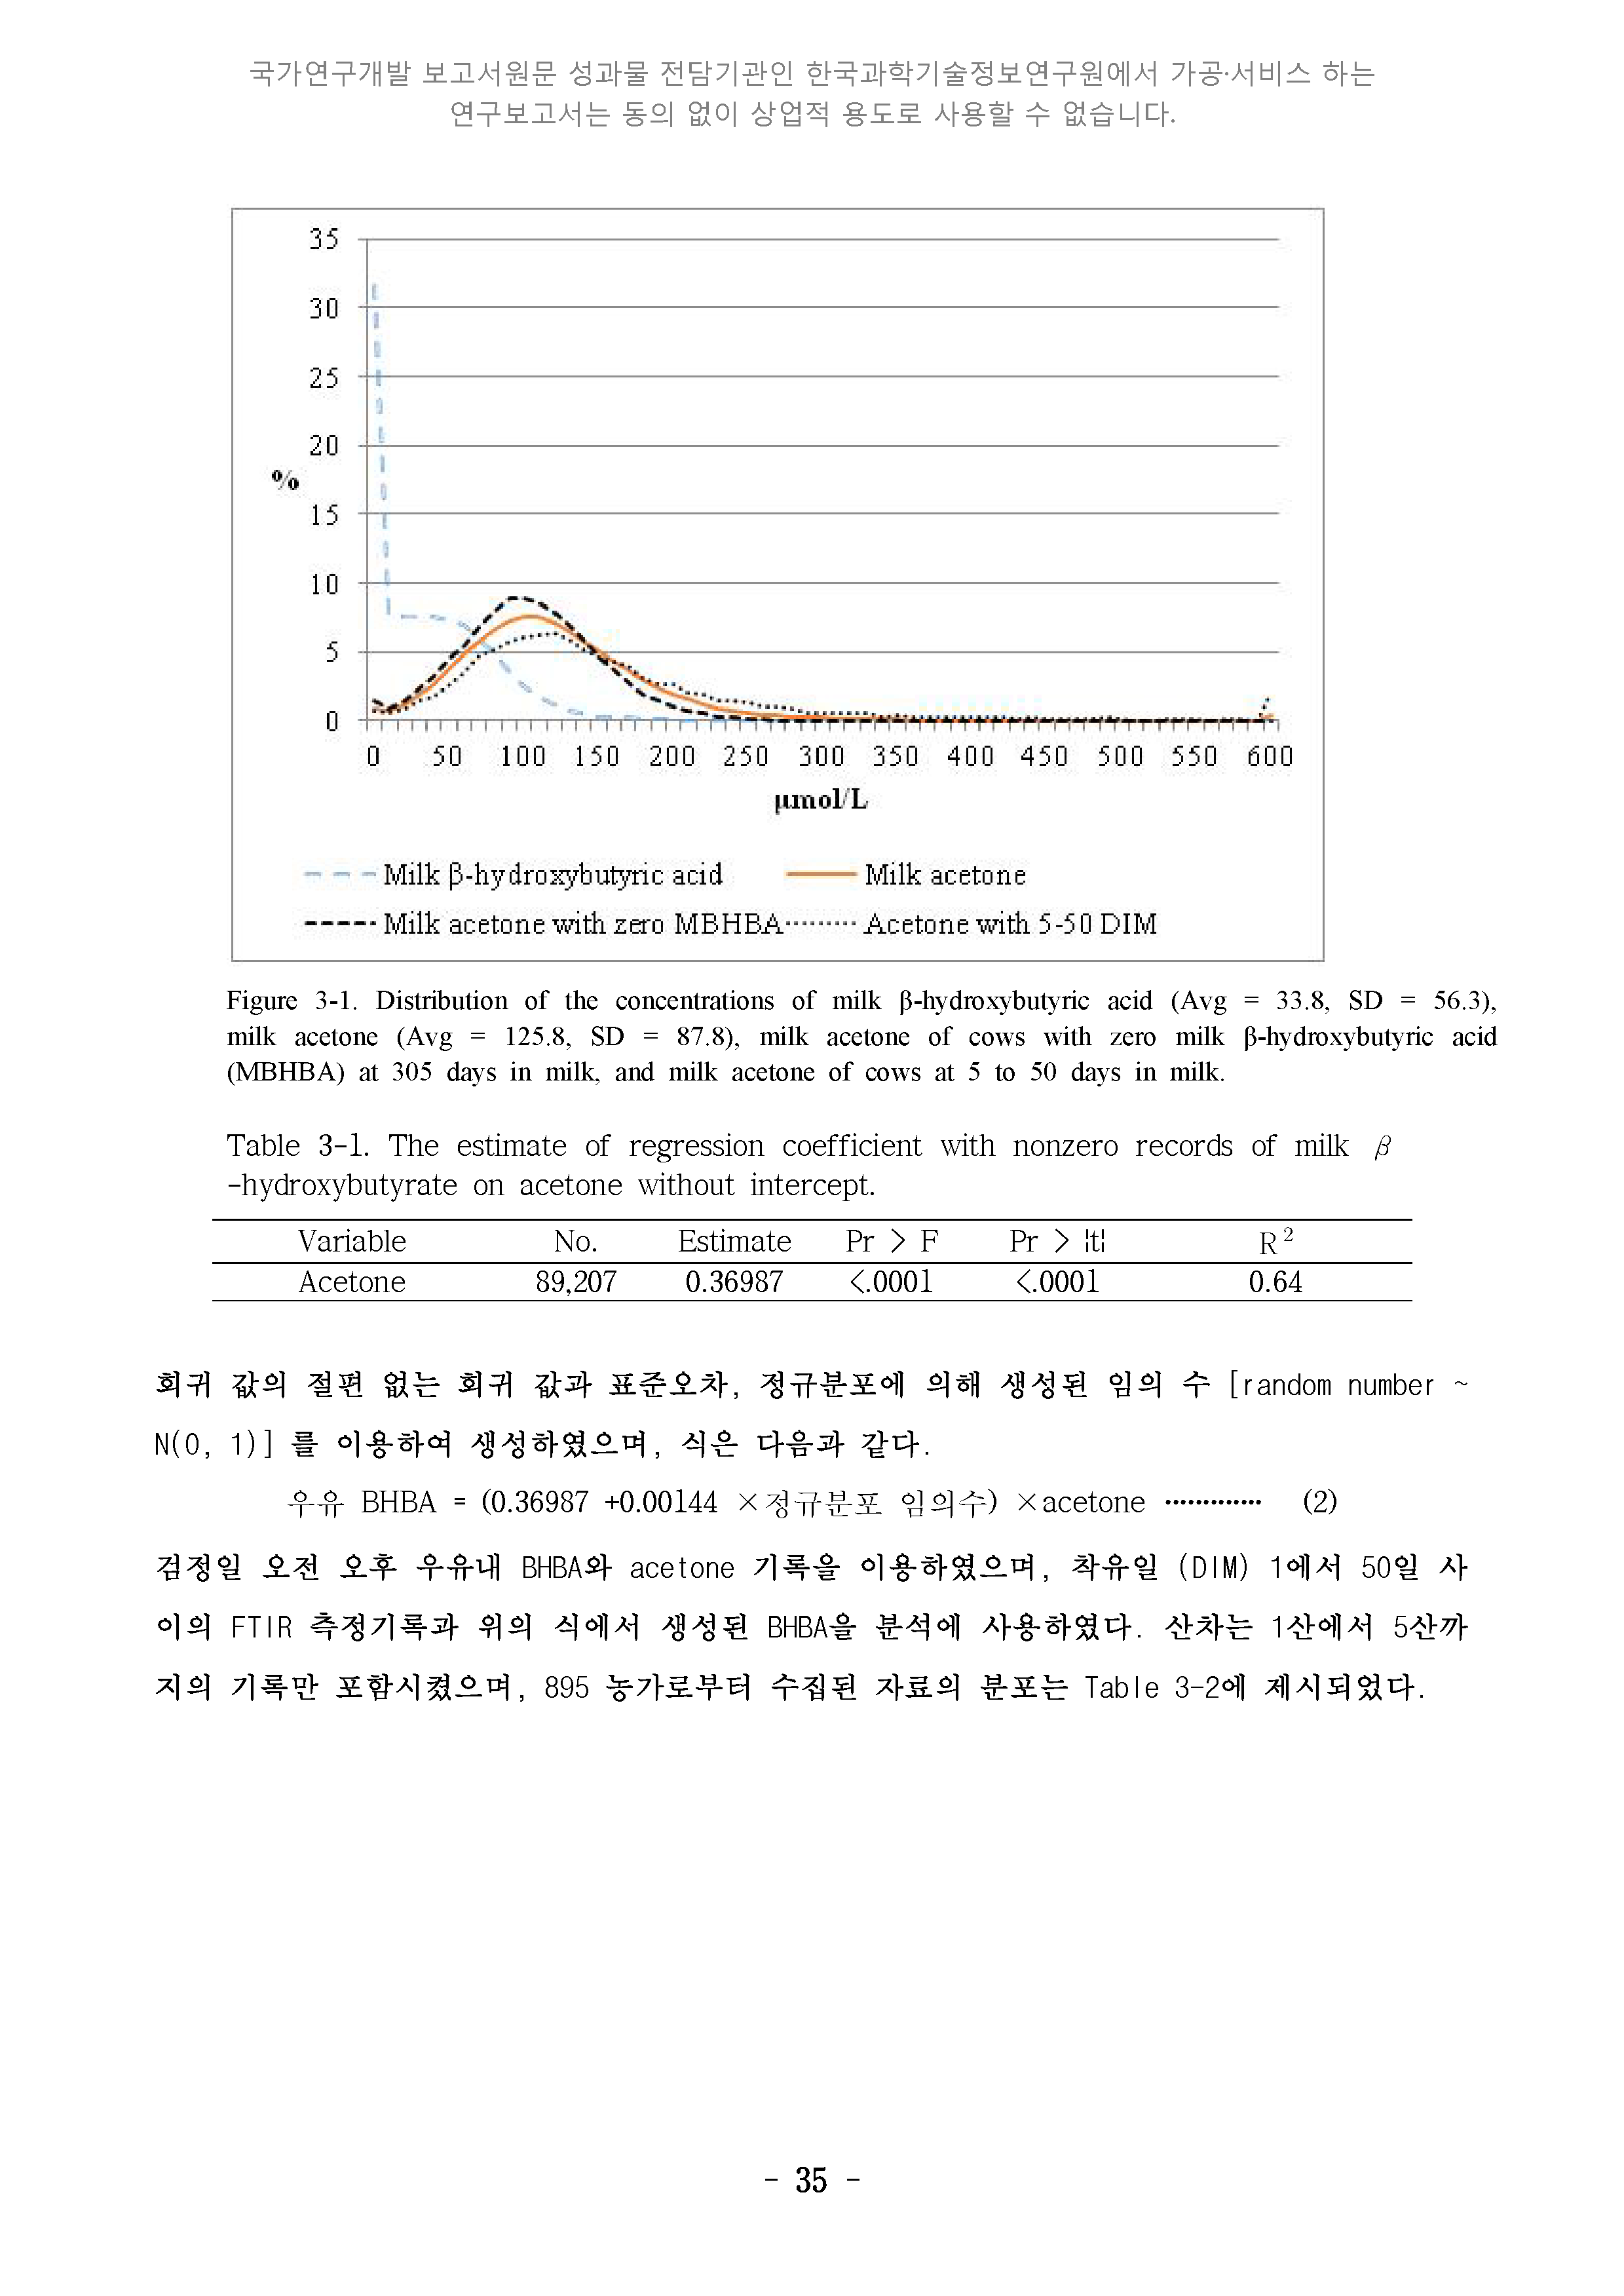 국가연구개발 보고서원문 성과물 전담기관인 한국과학기술정보연구원에서 가공·서비스 하는
연구보고서는 동의 없이 상업적 용도로 사용할 수 없습니다.
35
30
25
20
%
15
10
5
0
0 50 100 150 200 250 300 350 400 450 500 550 600
μmol/L
Milk β-hydroxybutyric acid Milk acetone
Milk acetone with zero MBHBA Acetone with 5-50 DIM
Figure 3-1. Distribution of the concentrations of milk β-hydroxybutyric acid (Avg = 33.8, SD = 56.3),
milk acetone (Avg = 125.8, SD = 87.8), milk acetone of cows with zero milk β-hydroxybutyric acid
(MBHBA) at 305 days in milk, and milk acetone of cows at 5 to 50 days in milk.
Table 3-1. The estimate of regression coefficient with nonzero records of milk β
-hydroxybutyrate on acetone without intercept.
Variable No. Estimate Pr > F Pr > |t| R²
Acetone 89,207 0.36987 <.0001 <.0001 0.64
회귀 값의 절편 없는 회귀 값과 표준오차, 정규분포에 의해 생성된 임의 수 [random number ~
N(0, 1)] 를 이용하여 생성하였으며, 식은 다음과 같다.
우유 BHBA = (0.36987 +0.00144 ×정규분포 임의수) ×acetone ············· (2)
검정일 오전 오후 우유내 BHBA와 acetone 기록을 이용하였으며, 착유일 (DIM) 1에서 50일 사
이의 FTIR 측정기록과 위의 식에서 생성된 BHBA을 분석에 사용하였다. 산차는 1산에서 5산까
지의 기록만 포함시켰으며, 895 농가로부터 수집된 자료의 분포는 Table 3-2에 제시되었다.
- 35 -